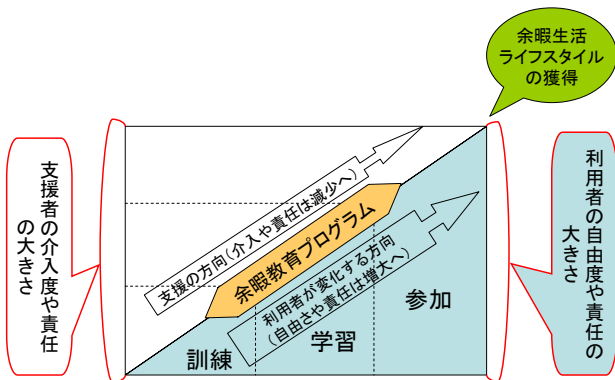 余暇生活
ライフスタイル
の獲得
支援者の介入度や責任
の大きさ
支援の方向(介入や責任は減少へ)
余暇教育プログラム
利用者が変化する方向
(自由さや責任は増大へ)
訓練
学習
参加
利用者の自由度や責任の
大きさ